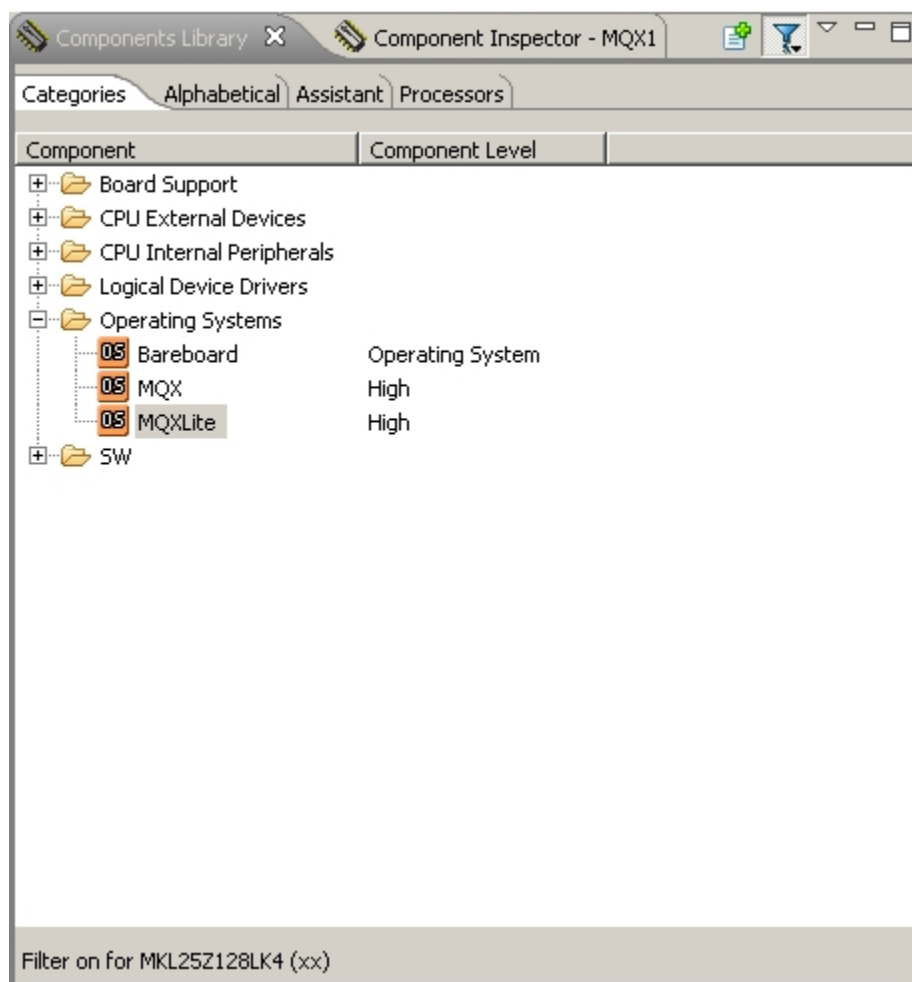 Components Library Component Inspector - MQX1
Categories Alphabetical Assistant Processors
Component Component Level
Board Support
CPU External Devices
CPU Internal Peripherals
Logical Device Drivers
Operating Systems
OS Bareboard Operating System
OS MQX High
OS MQXLite High
SW
Filter on for MKL25Z128LK4 (xx)